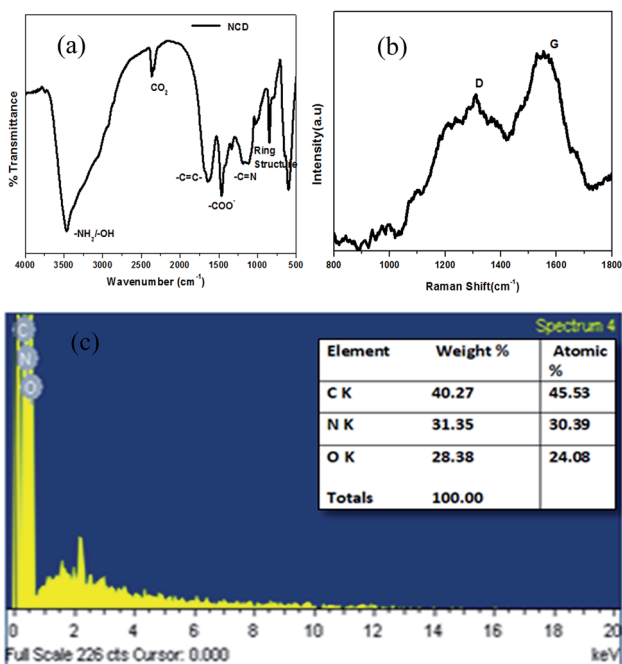 (a)
NCD
CO2
-C=C-
-COO-
-C=N
Ring
Structure
-NH2/-OH
% Transmittance
4000 3500 3000 2500 2000 1500 1000 500
Wavenumber (cm-1)
(b)
D
G
Intensity(a.u)
800 1000 1200 1400 1600 1800
Raman Shift(cm-1)
(c)
Spectrum 4
C
N
O
Element Weight % Atomic
%
C K 40.27 45.53
N K 31.35 30.39
O K 28.38 24.08
Totals 100.00
0 2 4 6 8 10 12 14 16 18 20
Full Scale 226 cts Cursor: 0.000 keV